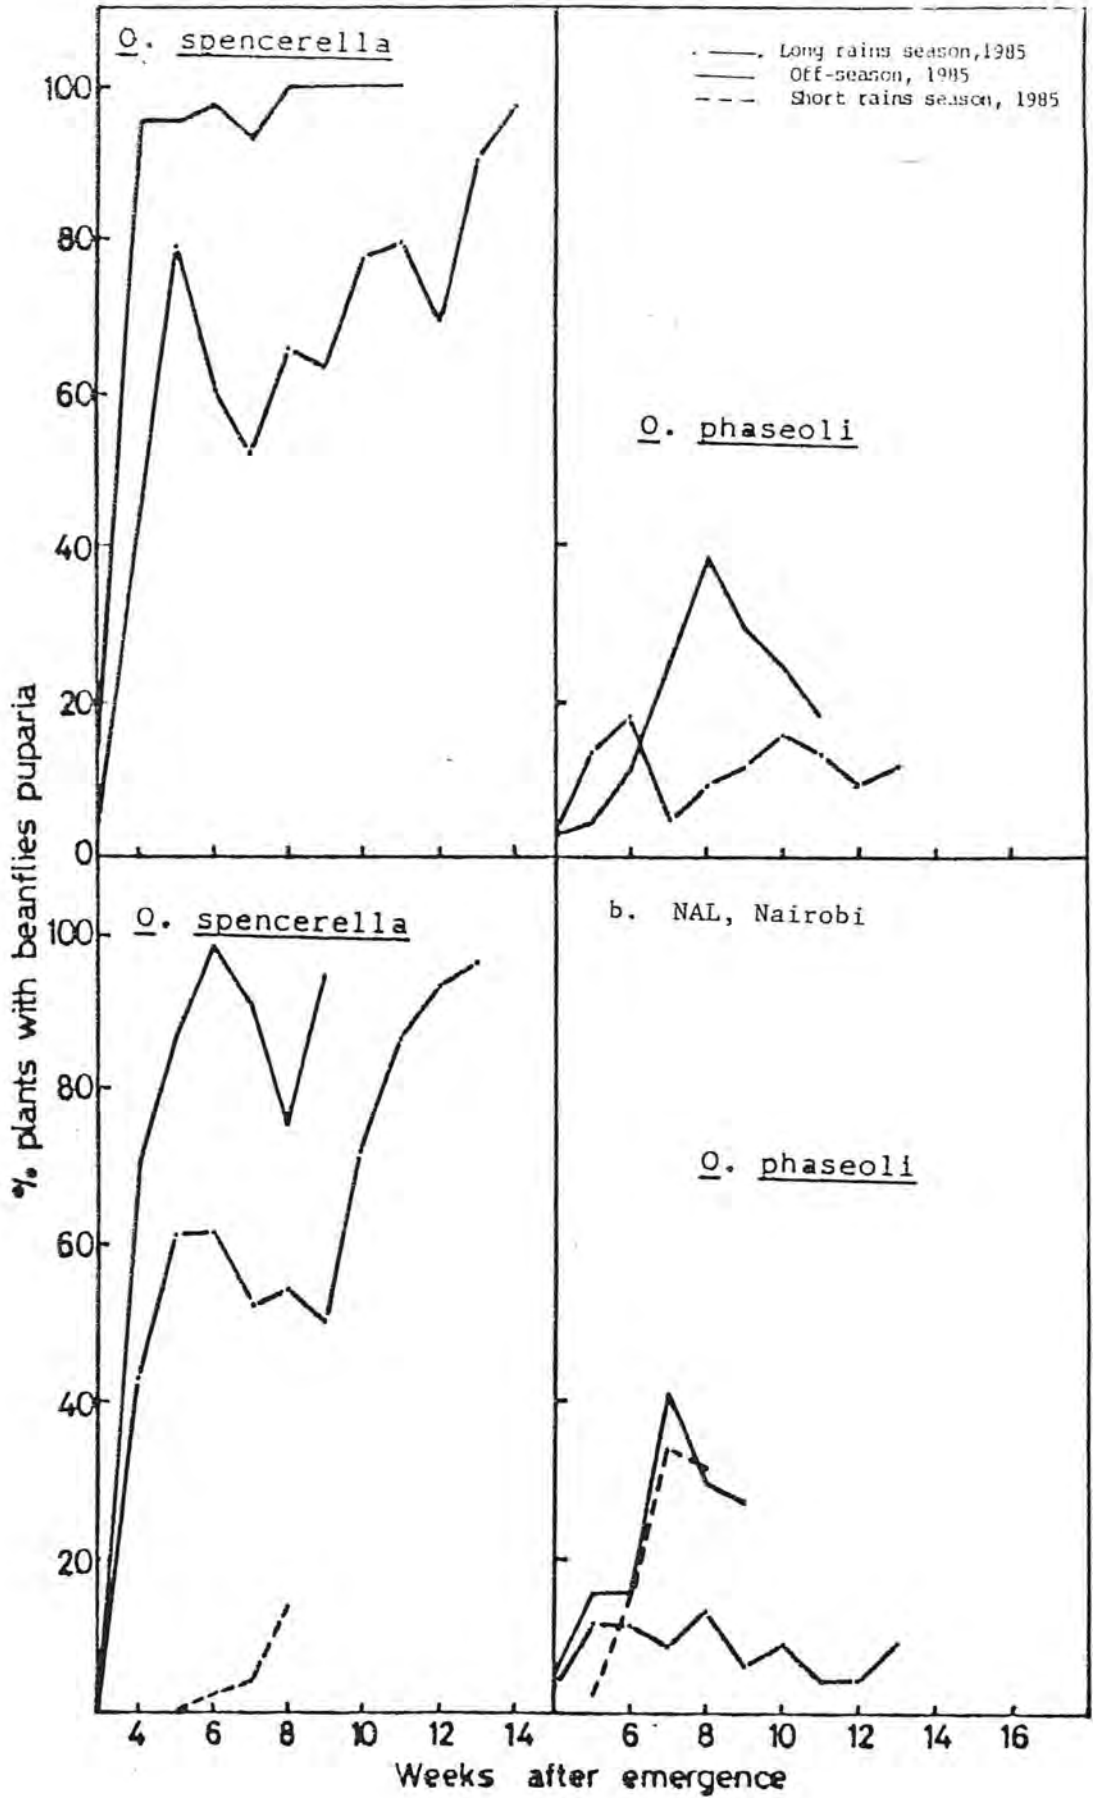 O. spencerella
. ——. Long rains season,1985
—— Off-season, 1985
- - - Short rains season, 1985
100
80
60
40
20
0
O. phaseoli
% plants with beanflies puparia
O. spencerella
b. NAL, Nairobi
100
80
60
40
20
O. phaseoli
4 6 8 10 12 14 6 8 10 12 14 16
Weeks after emergence